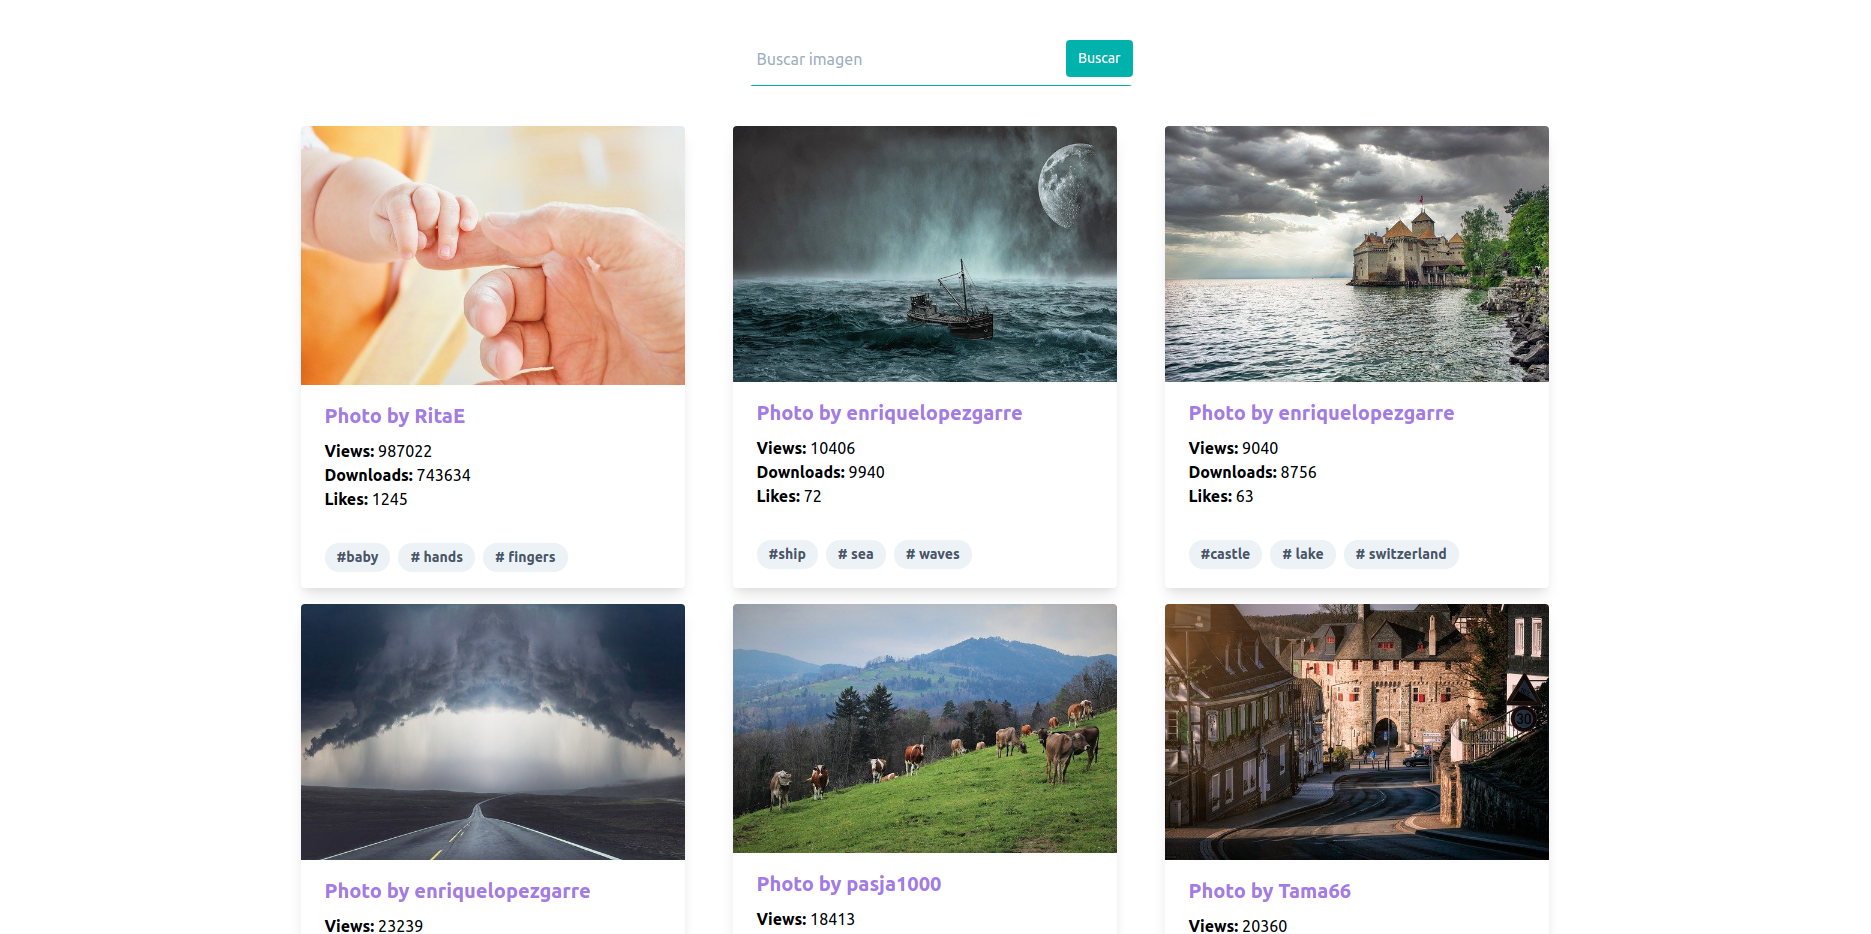 Buscar imagen
Buscar
Photo by RitaE
Views: 987022
Downloads: 743634
Likes: 1245
#baby # hands # fingers
Photo by enriquelopezgarre
Views: 10406
Downloads: 9940
Likes: 72
#ship # sea # waves
Photo by enriquelopezgarre
Views: 9040
Downloads: 8756
Likes: 63
#castle # lake # switzerland
Photo by enriquelopezgarre
Views: 23239
Photo by pasja1000
Views: 18413
30
Photo by Tama66
Views: 20360